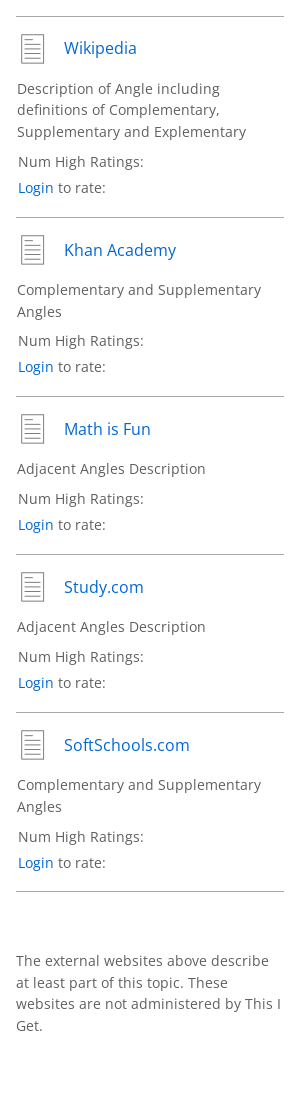 Wikipedia
Description of Angle including
definitions of Complementary,
Supplementary and Explementary
Num High Ratings:
Login to rate:
Khan Academy
Complementary and Supplementary
Angles
Num High Ratings:
Login to rate:
Math is Fun
Adjacent Angles Description
Num High Ratings:
Login to rate:
Study.com
Adjacent Angles Description
Num High Ratings:
Login to rate:
SoftSchools.com
Complementary and Supplementary
Angles
Num High Ratings:
Login to rate:
The external websites above describe
at least part of this topic. These
websites are not administered by This I
Get.